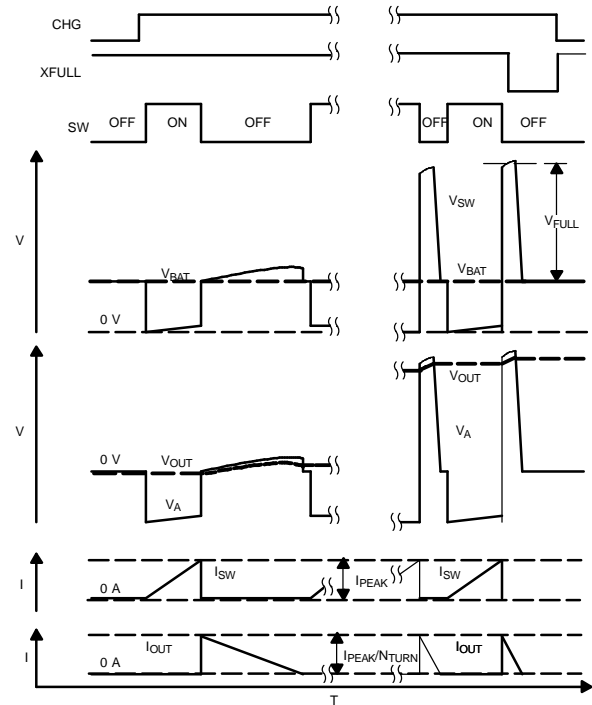 CHG
XFULL
SW OFF ON OFF OFF ON OFF
V
VSW
VFULL
VBAT VBAT
0 V
V
VOUT
0 V VOUT
VA
VA
I ISW ISW
0 A IPEAK
I IOUT IOUT
0 A IPEAK/NTURN
T